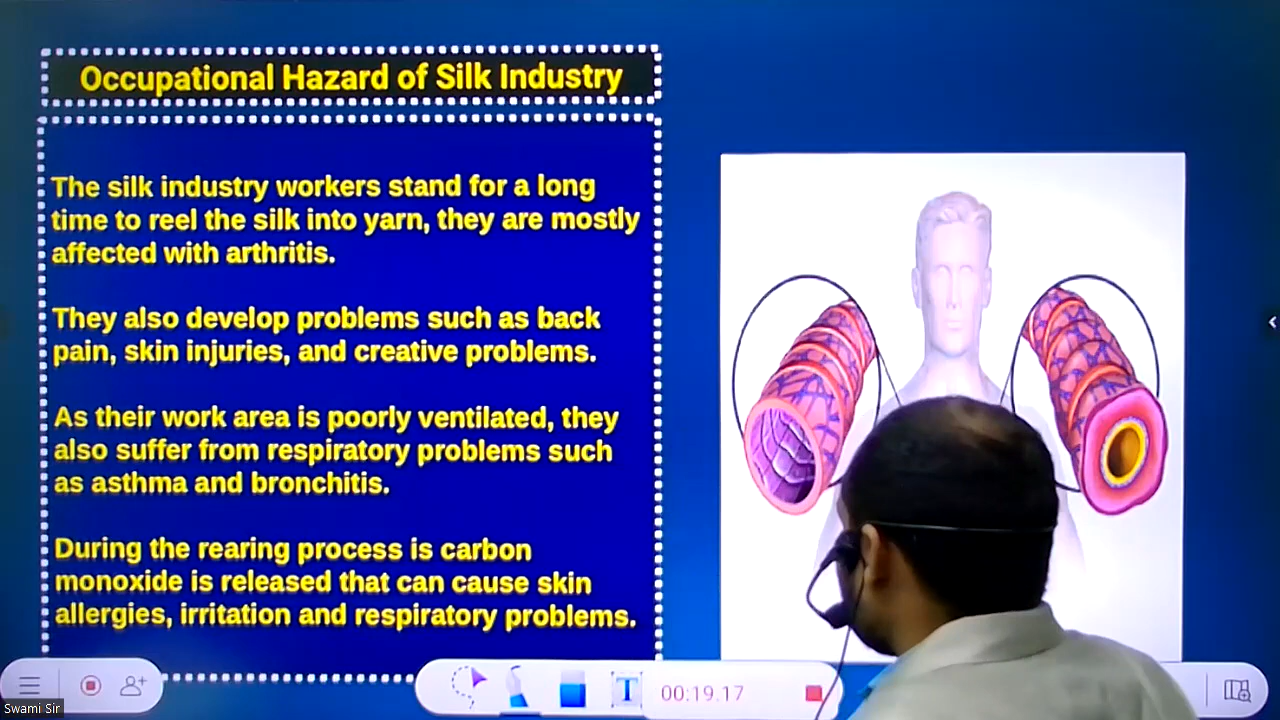 Occupational Hazard of Silk Industry
The silk industry workers stand for a long
time to reel the silk into yarn, they are mostly
affected with arthritis.
They also develop problems such as back
pain, skin injuries, and creative problems.
As their work area is poorly ventilated, they
also suffer from respiratory problems such
as asthma and bronchitis.
During the rearing process is carbon
monoxide is released that can cause skin
allergies, irritation and respiratory problems.
T
00:19.17
Swami Sir